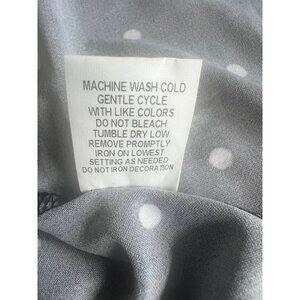 MACHINE WASH COLD
GENTLE CYCLE
WITH LIKE COLORS
DO NOT BLEACH
TUMBLE DRY LOW
REMOVE PROMPTLY
IRON ON LOWEST
SETTING AS NEEDED
DO NOT IRON DECORATION